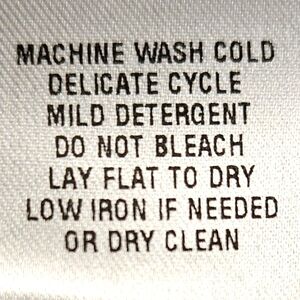 MACHINE WASH COLD
DELICATE CYCLE
MILD DETERGENT
DO NOT BLEACH
LAY FLAT TO DRY
LOW IRON IF NEEDED
OR DRY CLEAN